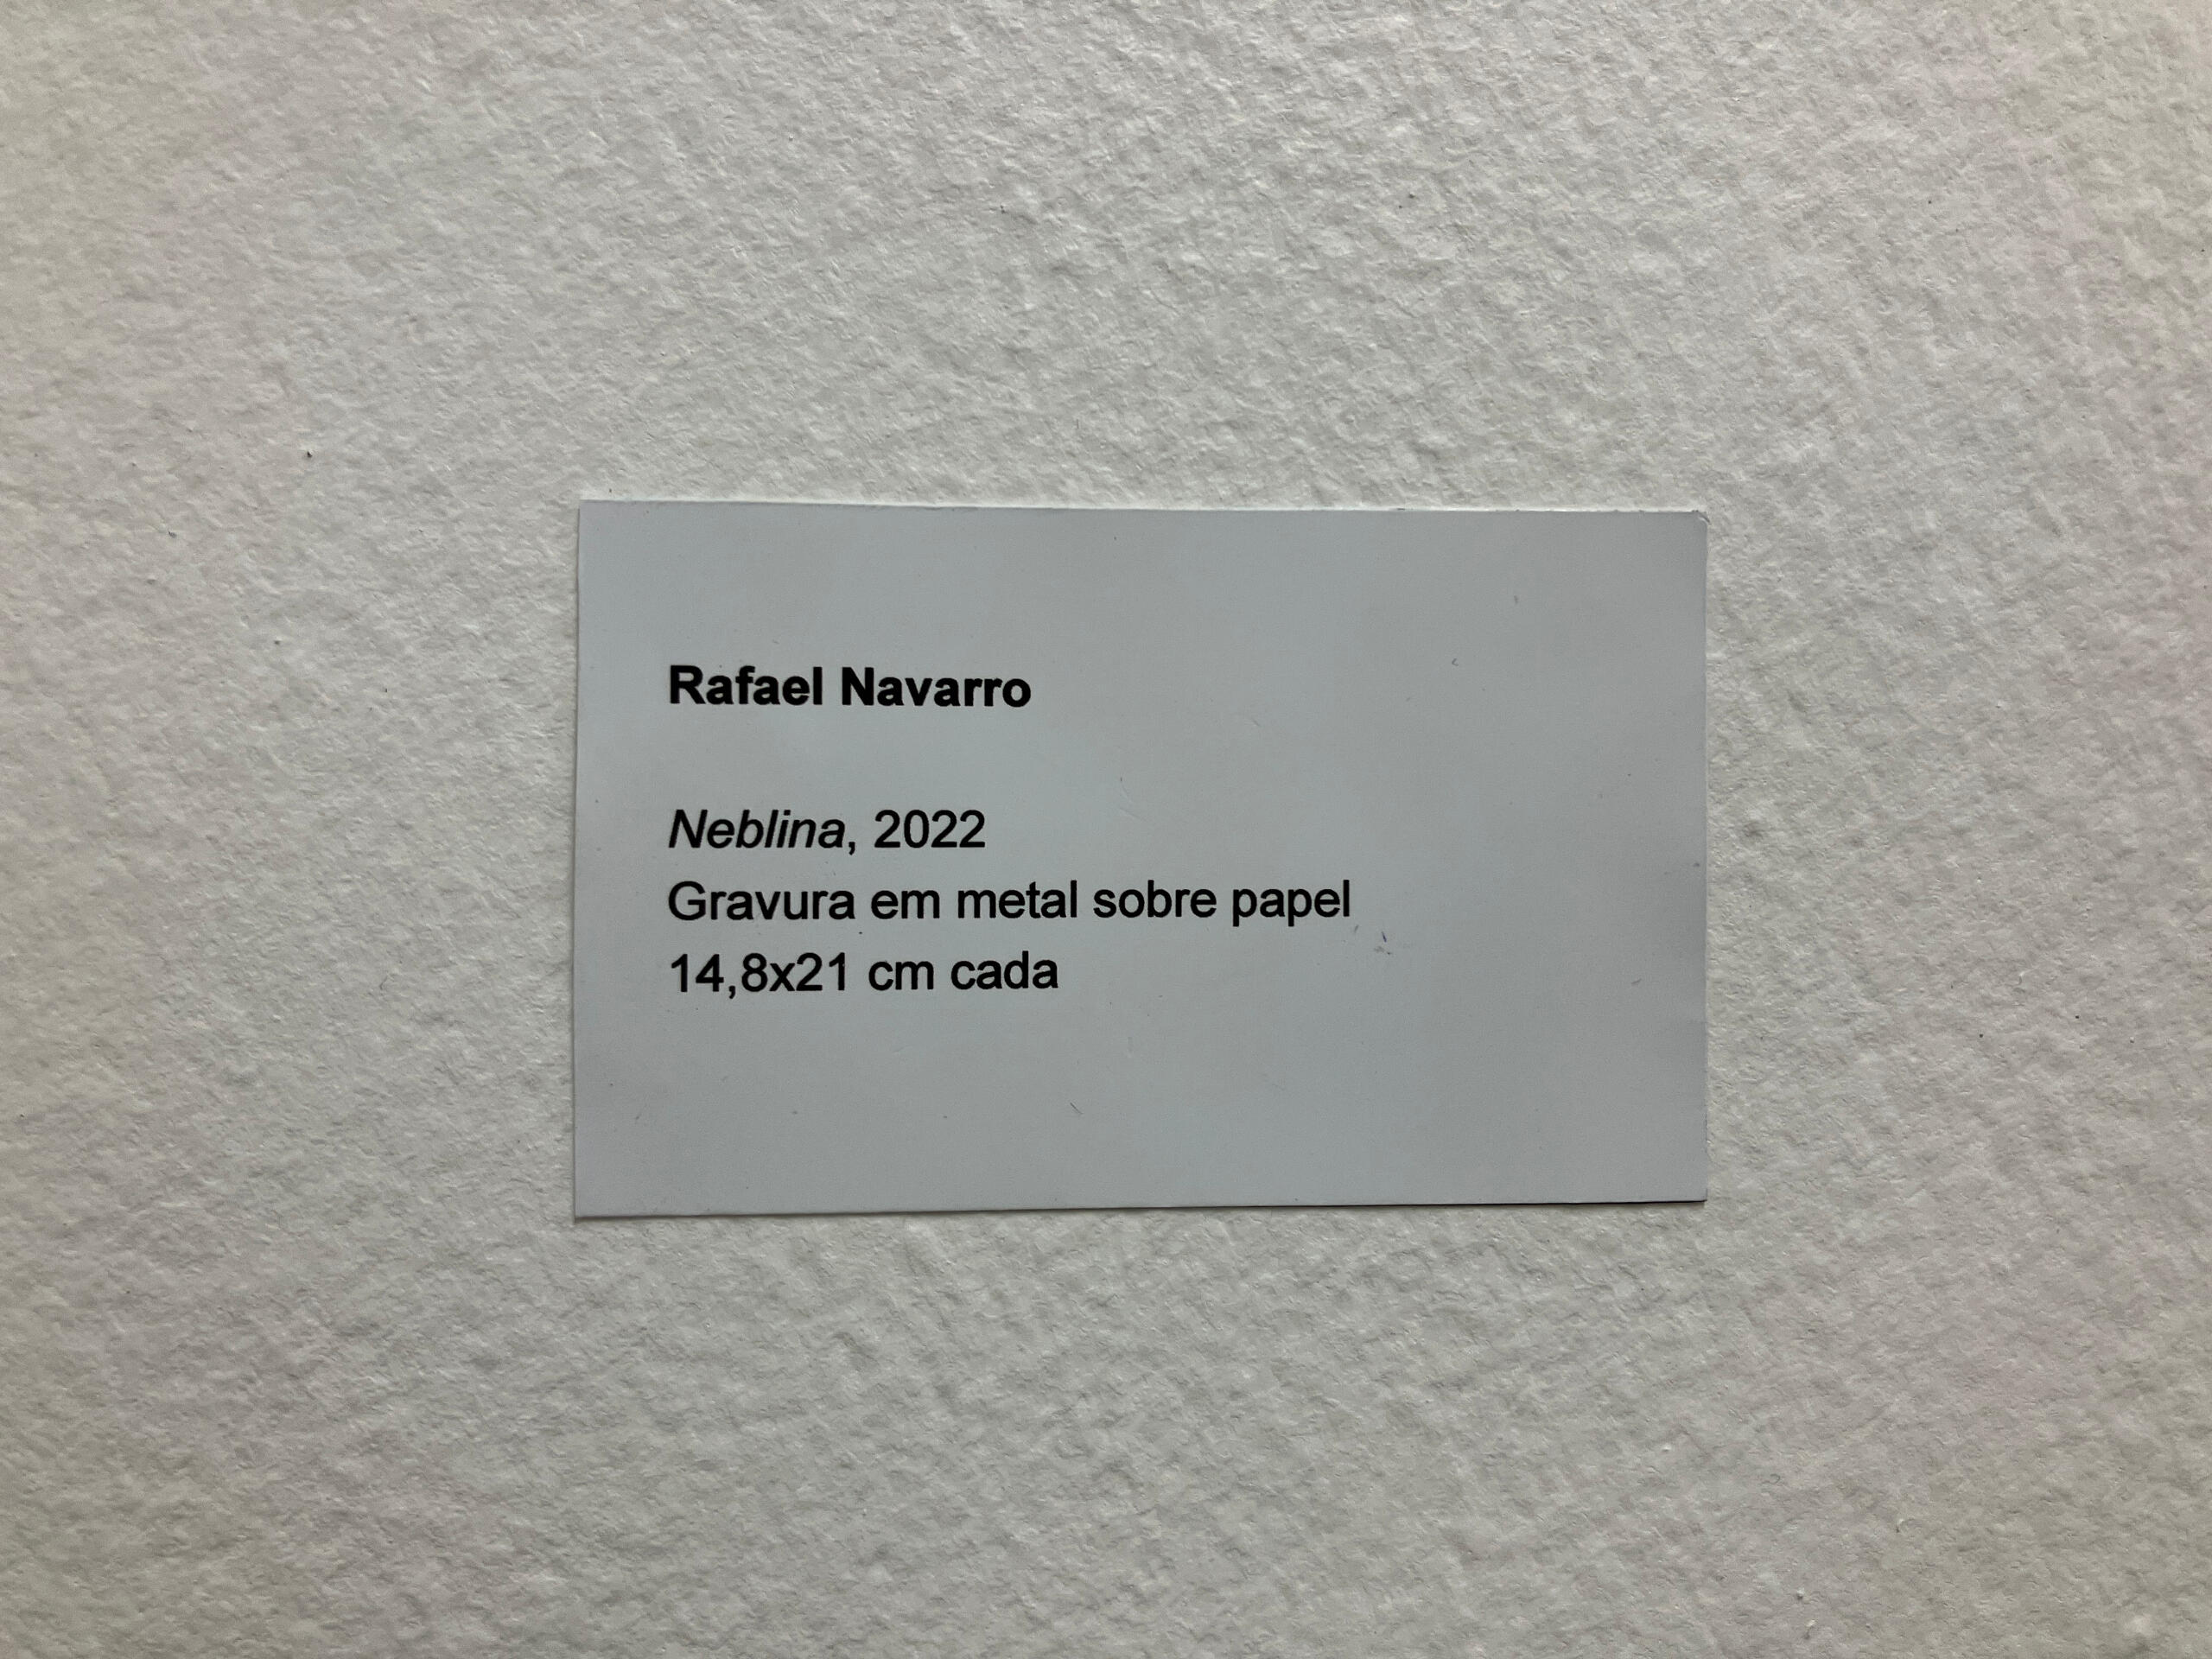 Rafael Navarro
Neblina, 2022
Gravura em metal sobre papel
14,8x21 cm cada